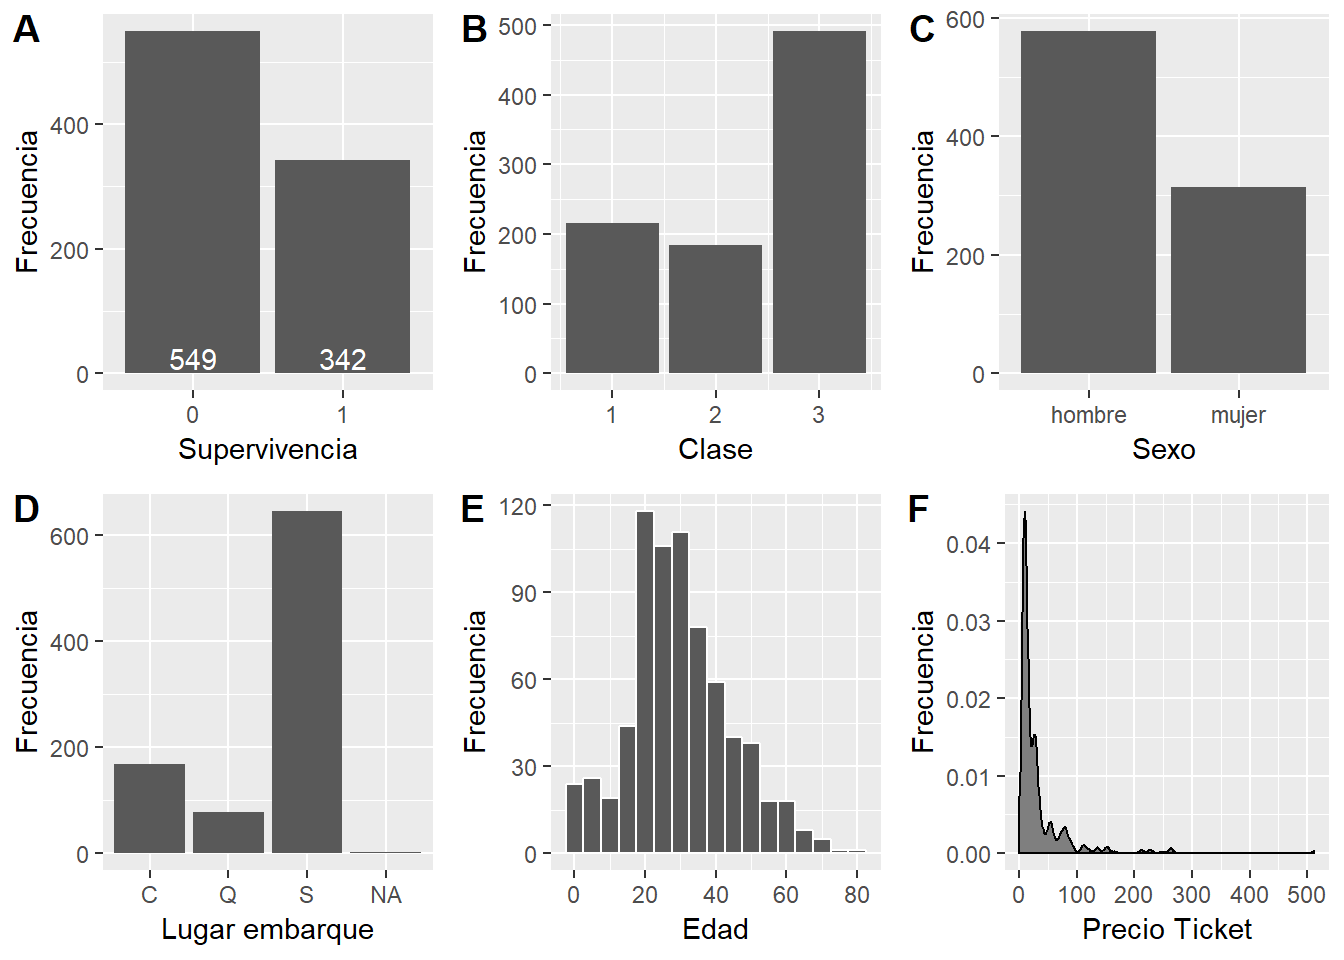 A
Frecuencia
400
200
0
549
342
0 1
Supervivencia
B
Frecuencia
500
400
300
200
100
0
1 2 3
Clase
C
Frecuencia
600
400
200
0
hombre mujer
Sexo
D
Frecuencia
600
400
200
0
C Q S NA
Lugar embarque
E
Frecuencia
120
90
60
30
0
0 20 40 60 80
Edad
F
Frecuencia
0.04
0.03
0.02
0.01
0.00
0 100 200 300 400 500
Precio Ticket